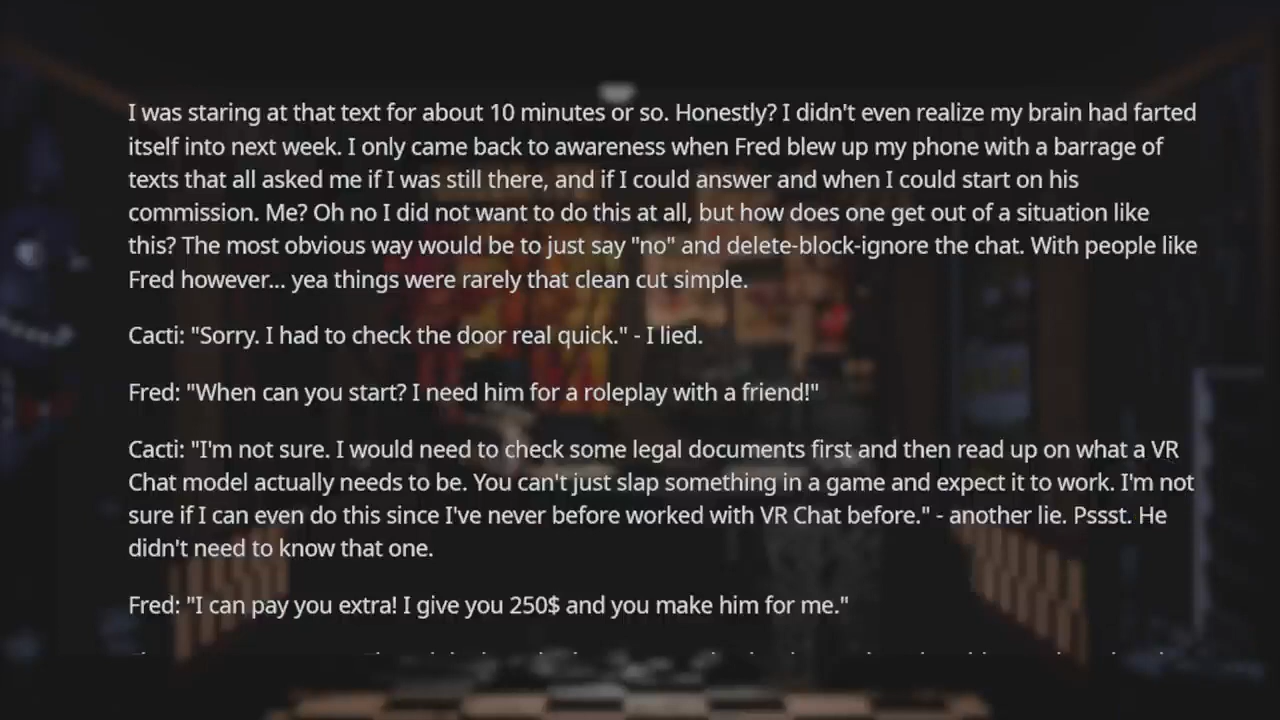 I was staring at that text for about 10 minutes or so. Honestly? I didn't even realize my brain had farted
itself into next week. I only came back to awareness when Fred blew up my phone with a barrage of
texts that all asked me if I was still there, and if I could answer and when I could start on his
commission. Me? Oh no I did not want to do this at all, but how does one get out of a situation like
this? The most obvious way would be to just say "no" and delete-block-ignore the chat. With people like
Fred however... yea things were rarely that clean cut simple.
Cacti: "Sorry. I had to check the door real quick." - I lied.
Fred: "When can you start? I need him for a roleplay with a friend!"
Cacti: "I'm not sure. I would need to check some legal documents first and then read up on what a VR
Chat model actually needs to be. You can't just slap something in a game and expect it to work. I'm not
sure if I can even do this since I've never before worked with VR Chat before." - another lie. Pssst. He
didn't need to know that one.
Fred: "I can pay you extra! I give you 250$ and you make him for me."